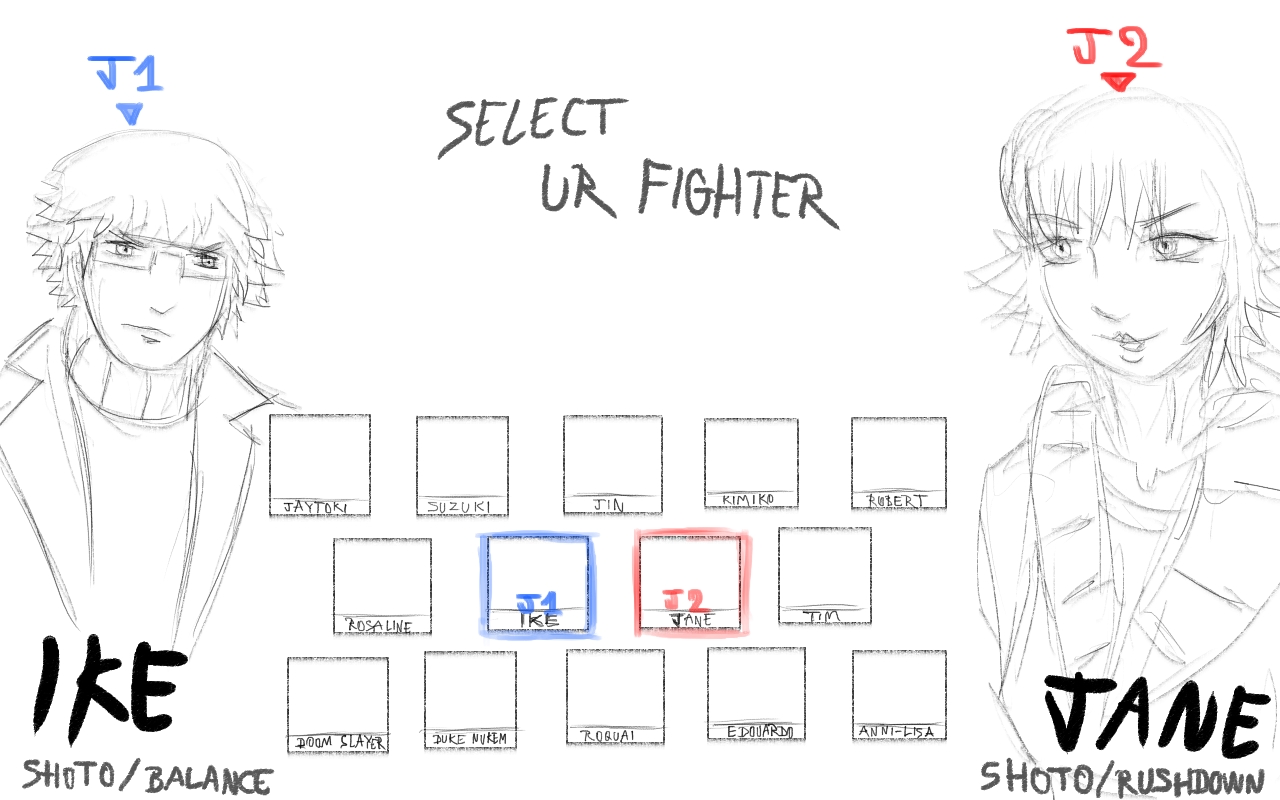 J1
J2
SELECT
UR FIGHTER
JAYTOKI
SUZUKI
JIN
KIMIKO
ROBERT
ROSALINE
J1
IKE
J2
JANE
TIM
DOOM SLAYER
DUKE NUKEM
ROQUAI
EDOUARDO
ANNI-LISA
IKE
SHOTO/BALANCE
JANE
SHOTO/RUSHDOWN